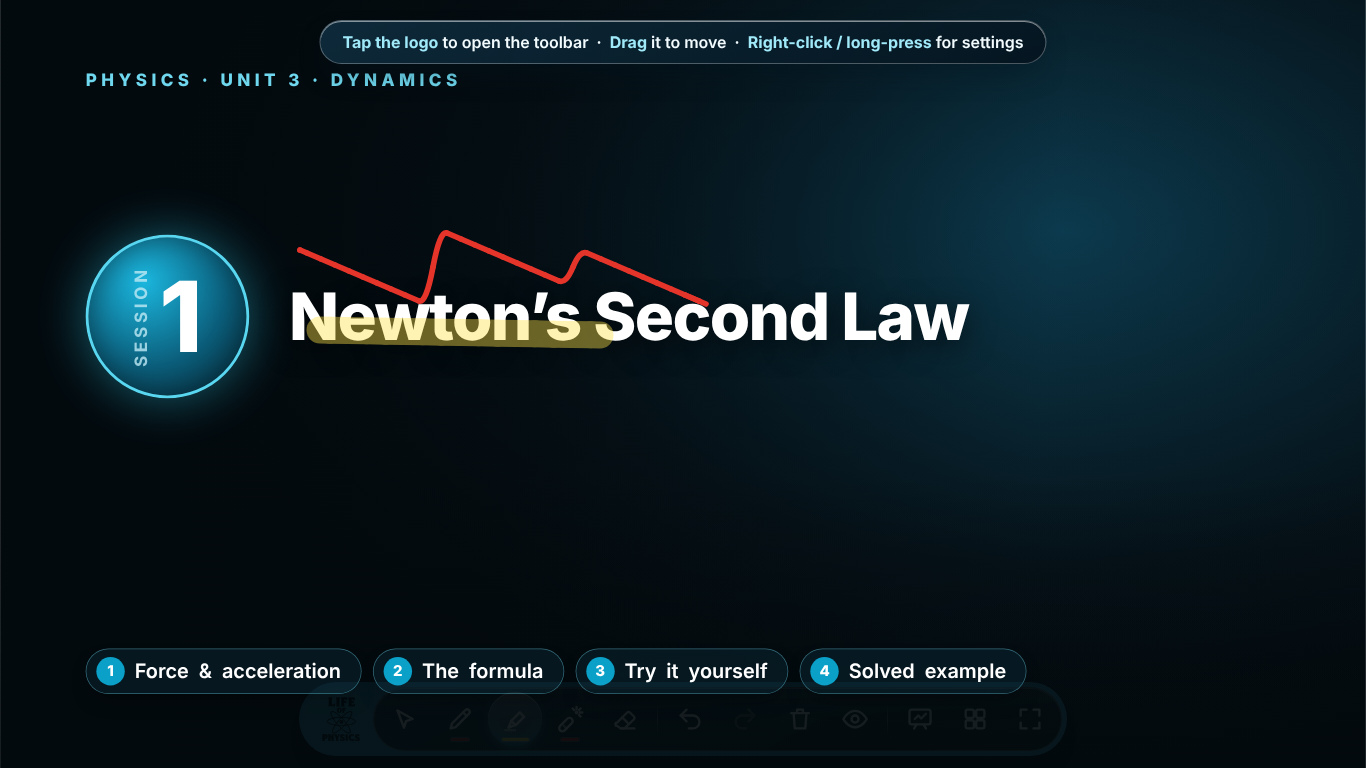 Tap the logo to open the toolbar · Drag it to move · Right-click / long-press for settings
PHYSICS · UNIT 3 · DYNAMICS
SESSION 1
Newton’s Second Law
1 Force & acceleration 2 The formula 3 Try it yourself 4 Solved example
LIFE
PHYSICS